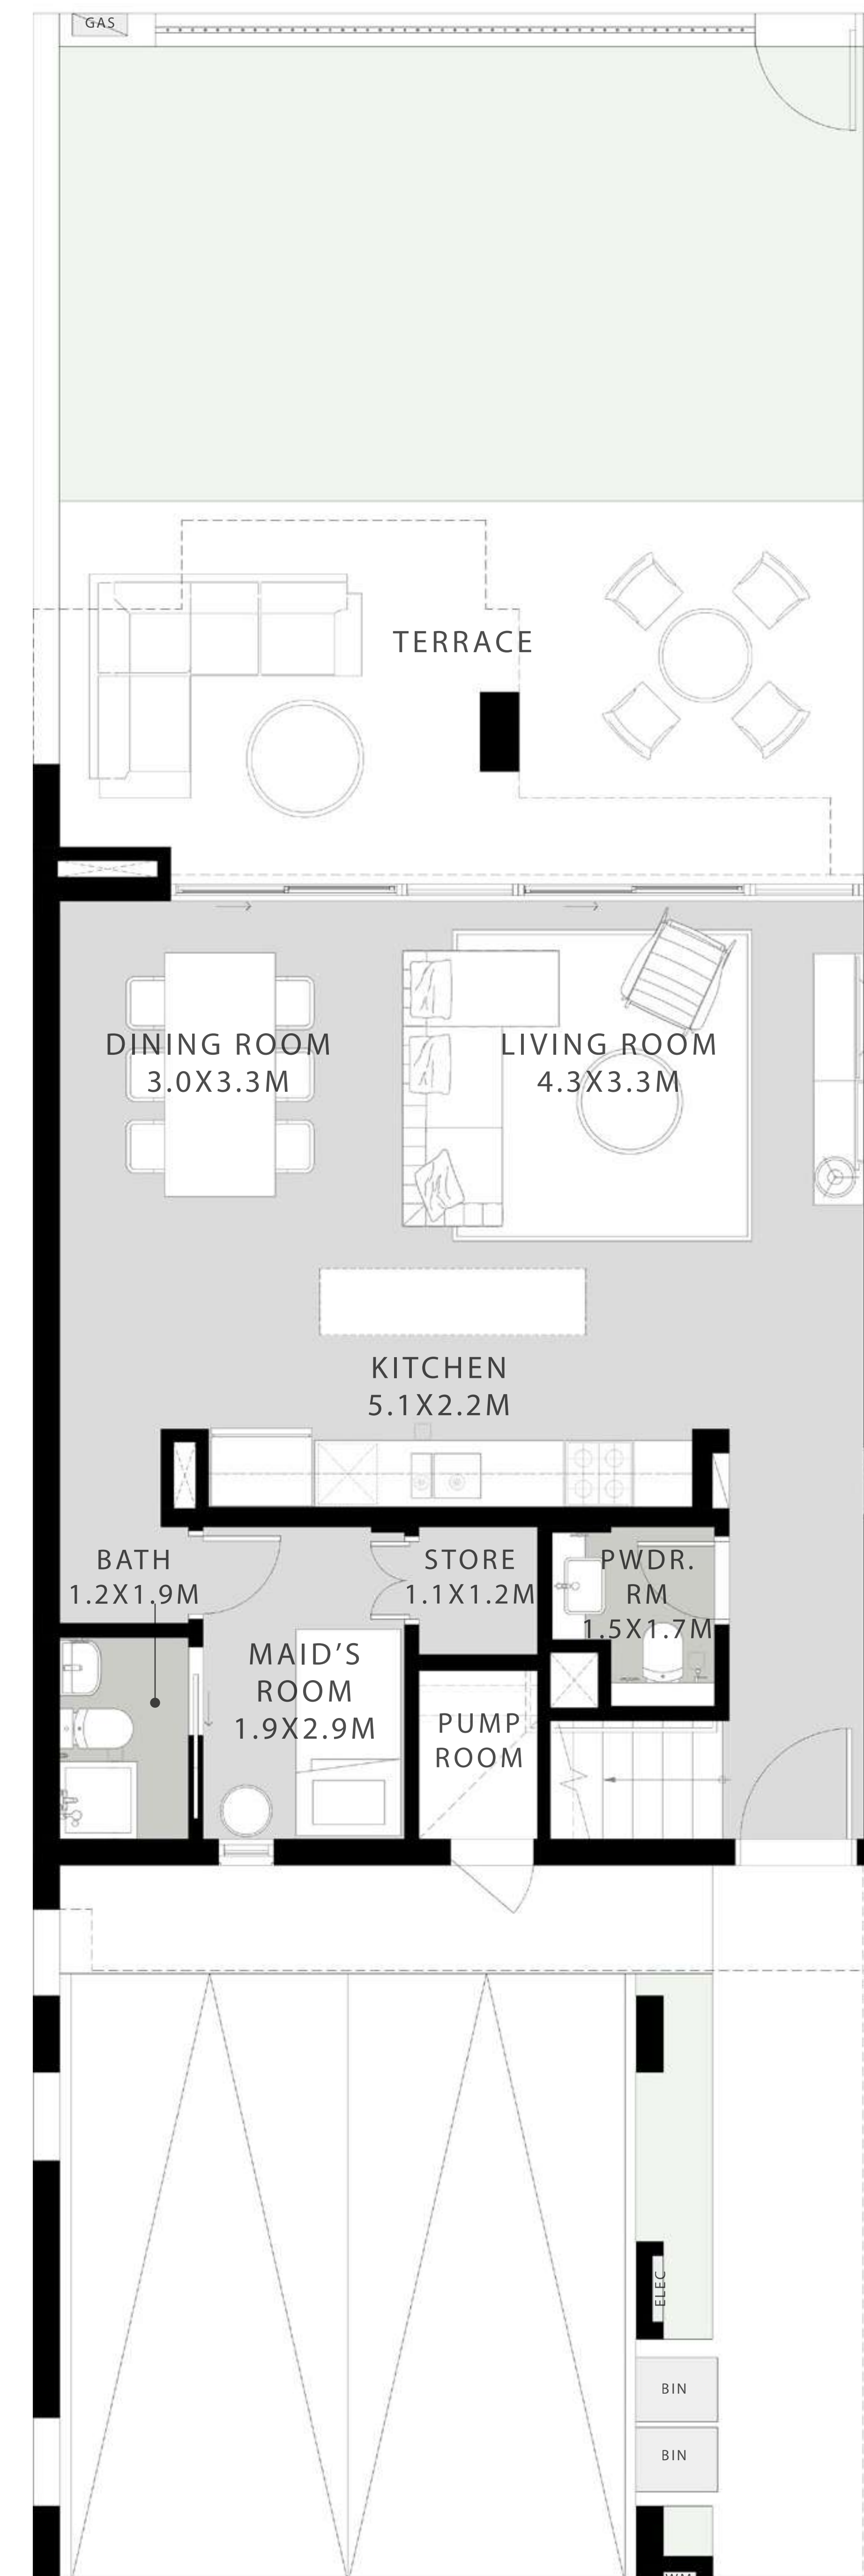 GAS
TERRACE
DINING ROOM
3.0X3.3M
LIVING ROOM
4.3X3.3M
KITCHEN
5.1X2.2M
BATH
1.2X1.9M
STORE
1.1X1.2M
PWDR.
RM
1.5X1.7M
MAID'S
ROOM
1.9X2.9M
PUMP
ROOM
ELEC
BIN
BIN